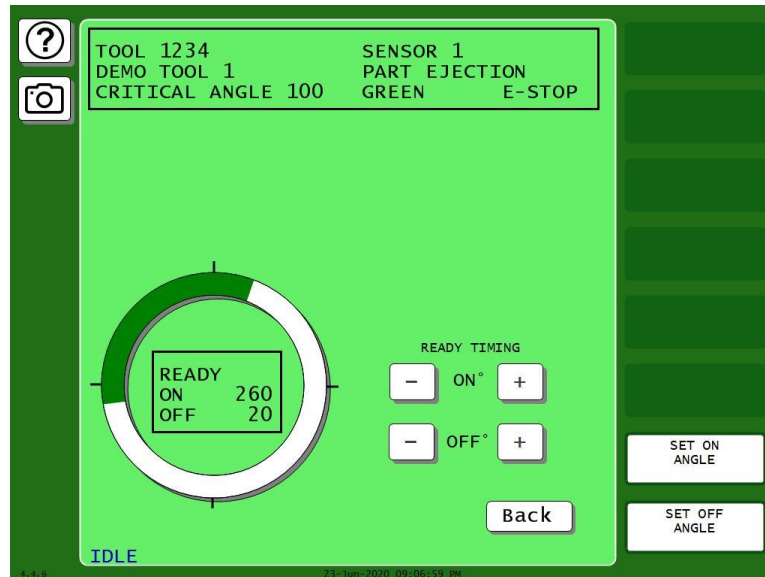 ?
TOOL 1234 SENSOR 1
DEMO TOOL 1 PART EJECTION
CRITICAL ANGLE 100 GREEN E-STOP
READY
ON 260
OFF 20
READY TIMING
- ON° +
- OFF° +
SET ON
ANGLE
Back
SET OFF
ANGLE
IDLE
4.4.6 23-Jun-2020 09:06:59 PM